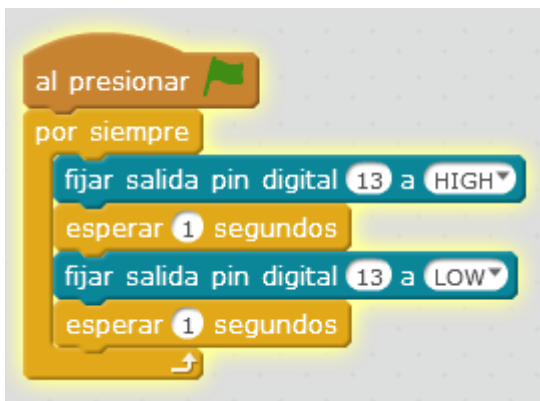 al presionar
por siempre
fijar salida pin digital 13 a HIGH
esperar 1 segundos
fijar salida pin digital 13 a LOW
esperar 1 segundos